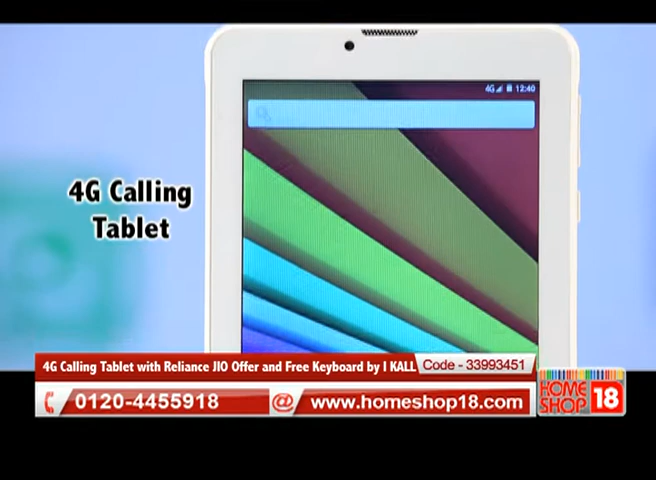 4G 12:40
4G Calling
Tablet
4G Calling Tablet with Reliance JIO Offer and Free Keyboard by I KALL
Code - 33993451
0120-4455918
@ www.homeshop18.com
HOME
SHOP 18